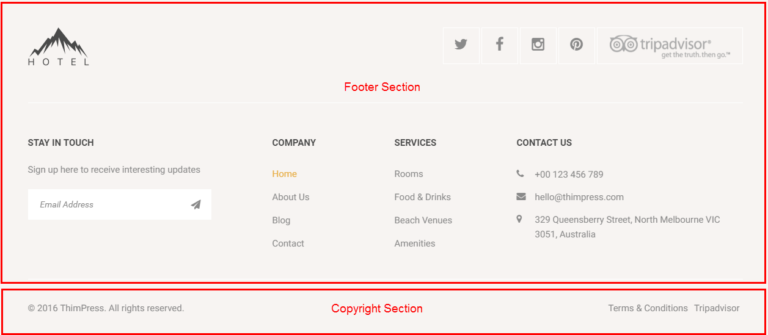 HOTEL
tripadvisor®
get the truth. then go.™
Footer Section
STAY IN TOUCH
Sign up here to receive interesting updates
Email Address
COMPANY
Home
About Us
Blog
Contact
SERVICES
Rooms
Food & Drinks
Beach Venues
Amenities
CONTACT US
+00 123 456 789
hello@thimpress.com
329 Queensberry Street, North Melbourne VIC
3051, Australia
© 2016 ThimPress. All rights reserved.
Copyright Section
Terms & Conditions Tripadvisor